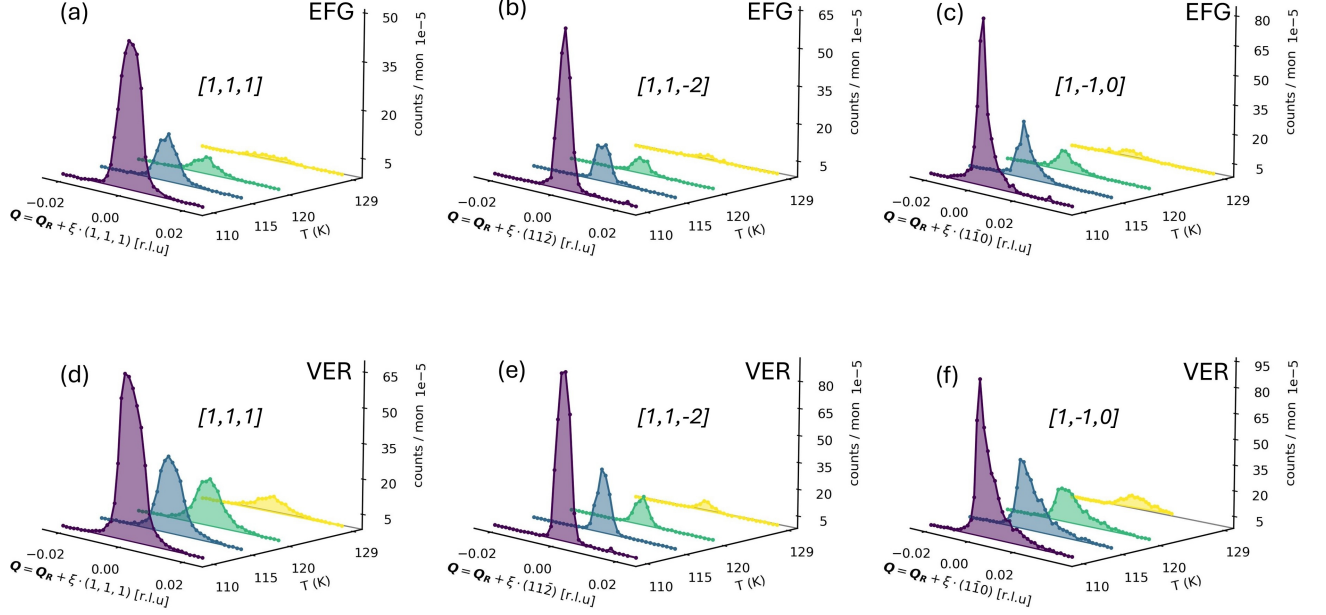 (a)
EFG
[1,1,1]
50
35
20
5
counts / mon 1e−5
−0.02
0.00
0.02
Q = Q_R + ξ · (1, 1, 1) [r.l.u]
110
115
120
129
T (K)
(b)
EFG
[1,1,-2]
65
50
35
20
5
counts / mon 1e−5
−0.02
0.00
0.02
Q = Q_R + ξ · (112̄) [r.l.u]
110
115
120
129
T (K)
(c)
EFG
[1,-1,0]
80
65
50
35
20
5
counts / mon 1e−5
−0.02
0.00
0.02
Q = Q_R + ξ · (11̄0) [r.l.u]
110
115
120
129
T (K)
(d)
VER
[1,1,1]
65
50
35
20
5
counts / mon 1e−5
−0.02
0.00
0.02
Q = Q_R + ξ · (1, 1, 1) [r.l.u]
110
115
120
129
T (K)
(e)
VER
[1,1,-2]
80
65
50
35
20
5
counts / mon 1e−5
−0.02
0.00
0.02
Q = Q_R + ξ · (112̄) [r.l.u]
110
115
120
129
T (K)
(f)
VER
[1,-1,0]
95
80
65
50
35
20
5
counts / mon 1e−5
−0.02
0.00
0.02
Q = Q_R + ξ · (11̄0) [r.l.u]
110
115
120
129
T (K)